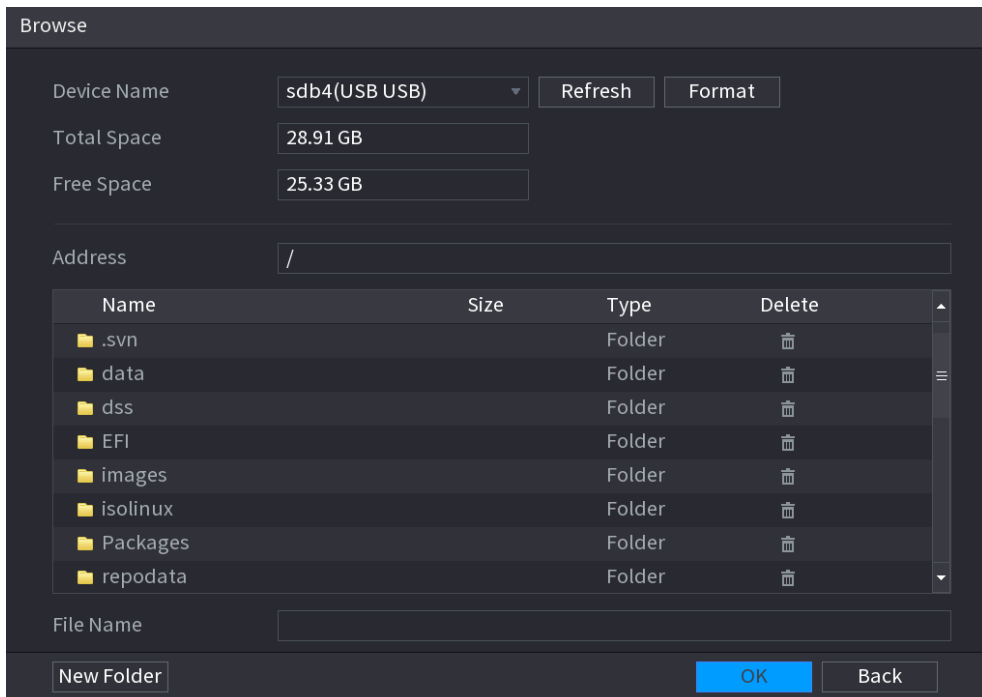 Browse
Device Name sdb4(USB USB) Refresh Format
Total Space 28.91 GB
Free Space 25.33 GB
Address /
Name Size Type Delete
.svn Folder
data Folder
dss Folder
EFI Folder
images Folder
isolinux Folder
Packages Folder
repodata Folder
File Name
New Folder OK Back